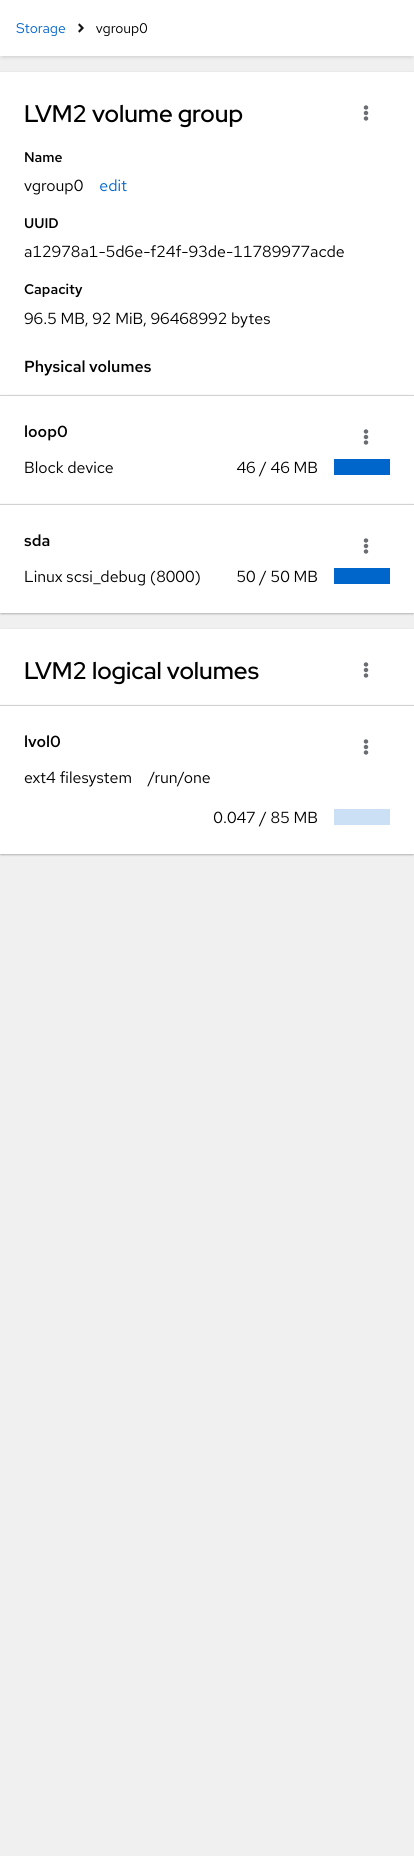 Storage > vgroup0
LVM2 volume group
Name
vgroup0 edit
UUID
a12978a1-5d6e-f24f-93de-11789977acde
Capacity
96.5 MB, 92 MiB, 96468992 bytes
Physical volumes
loop0
Block device 46 / 46 MB
sda
Linux scsi_debug (8000) 50 / 50 MB
LVM2 logical volumes
lvol0
ext4 filesystem /run/one
0.047 / 85 MB